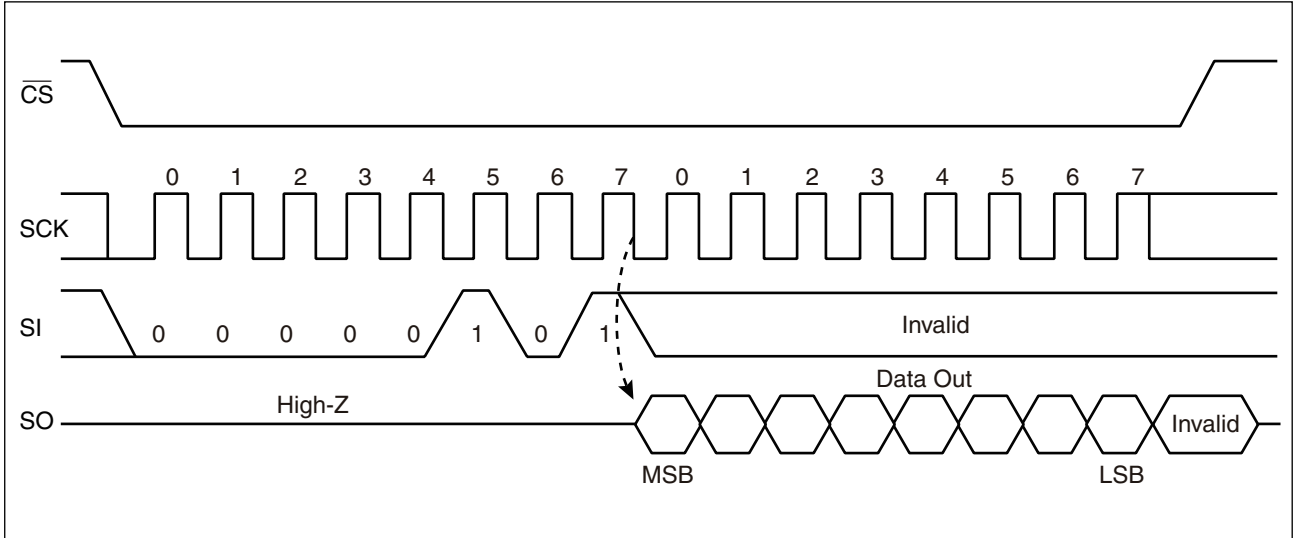 CS
0 1 2 3 4 5 6 7 0 1 2 3 4 5 6 7
SCK
SI 0 0 0 0 0 1 0 1 Invalid
Data Out
High-Z
SO Invalid
MSB LSB